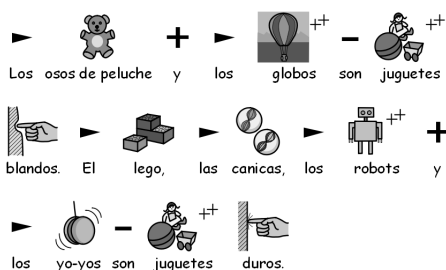 Los osos de peluche y los globos son juguetes
blandos. El lego, las canicas, los robots y
los yo-yos son juguetes duros.